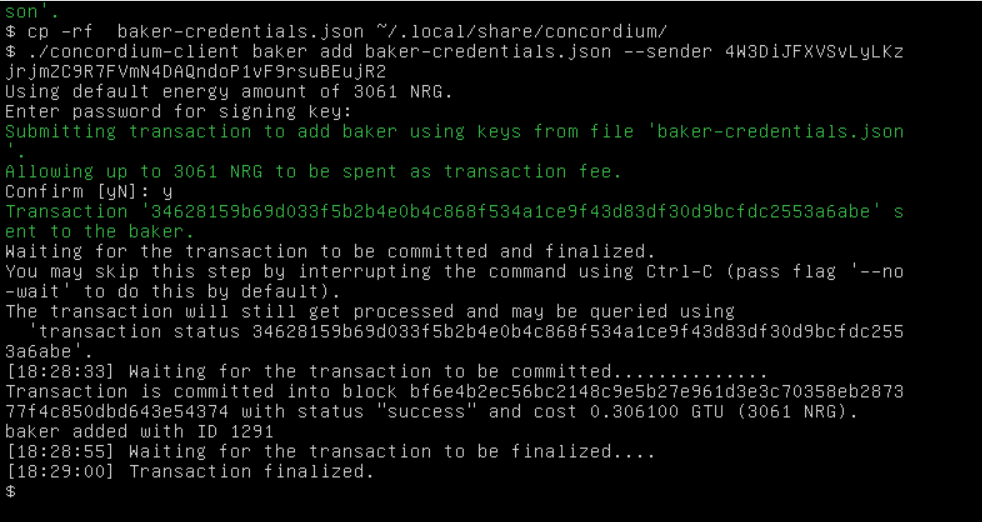 son'.
$ cp -rf  baker-credentials.json ~/.local/share/concordium/
$ ./concordium-client baker add baker-credentials.json --sender 4W3DiJFXVSvLyLKz
jrjm2C9R7FVmN4DAQndoP1vF9rsuBEujR2
Using default energy amount of 3061 NRG.
Enter password for signing key:
Submitting transaction to add baker using keys from file 'baker-credentials.json
'.
Allowing up to 3061 NRG to be spent as transaction fee.
Confirm [yN]: y
Transaction '34628159b69d033f5b2b4e0b4c868f534a1ce9f43d83df30d9bcfdc2553a6abe' s
ent to the baker.
Waiting for the transaction to be committed and finalized.
You may skip this step by interrupting the command using Ctrl-C (pass flag '--no
-wait' to do this by default).
The transaction will still get processed and may be queried using
  'transaction status 34628159b69d033f5b2b4e0b4c868f534a1ce9f43d83df30d9bcfdc255
3a6abe'.
[18:28:33] Waiting for the transaction to be committed..............
Transaction is committed into block bf6e4b2ec56bc2148c9e5b27e961d3e3c70358eb2873
77f4c850dbd643e54374 with status "success" and cost 0.306100 GTU (3061 NRG).
baker added with ID 1291
[18:28:55] Waiting for the transaction to be finalized....
[18:29:00] Transaction finalized.
$